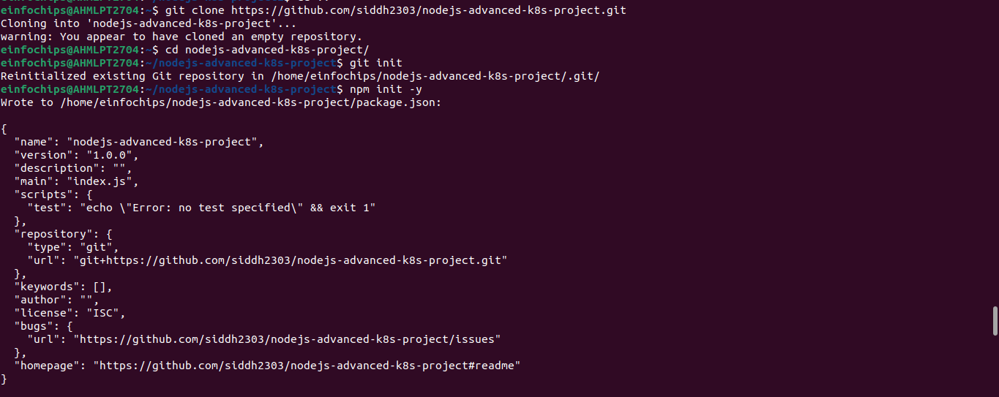 einfochips@AHMLPT2704:~$ git clone https://github.com/siddh2303/nodejs-advanced-k8s-project.git
Cloning into 'nodejs-advanced-k8s-project'...
warning: You appear to have cloned an empty repository.
einfochips@AHMLPT2704:~$ cd nodejs-advanced-k8s-project/
einfochips@AHMLPT2704:~/nodejs-advanced-k8s-project$ git init
Reinitialized existing Git repository in /home/einfochips/nodejs-advanced-k8s-project/.git/
einfochips@AHMLPT2704:~/nodejs-advanced-k8s-project$ npm init -y
Wrote to /home/einfochips/nodejs-advanced-k8s-project/package.json:

{
  "name": "nodejs-advanced-k8s-project",
  "version": "1.0.0",
  "description": "",
  "main": "index.js",
  "scripts": {
    "test": "echo \"Error: no test specified\" && exit 1"
  },
  "repository": {
    "type": "git",
    "url": "git+https://github.com/siddh2303/nodejs-advanced-k8s-project.git"
  },
  "keywords": [],
  "author": "",
  "license": "ISC",
  "bugs": {
    "url": "https://github.com/siddh2303/nodejs-advanced-k8s-project/issues"
  },
  "homepage": "https://github.com/siddh2303/nodejs-advanced-k8s-project#readme"
}